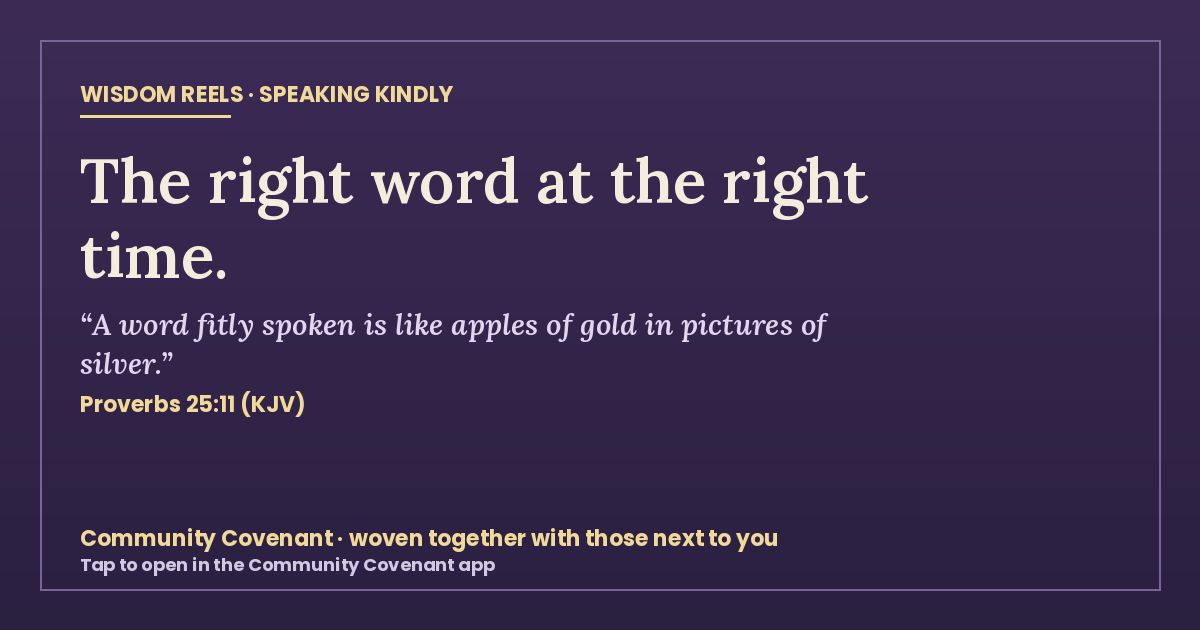 WISDOM REELS · SPEAKING KINDLY
The right word at the right
time.
“A word fitly spoken is like apples of gold in pictures of
silver.”
Proverbs 25:11 (KJV)
Community Covenant · woven together with those next to you
Tap to open in the Community Covenant app